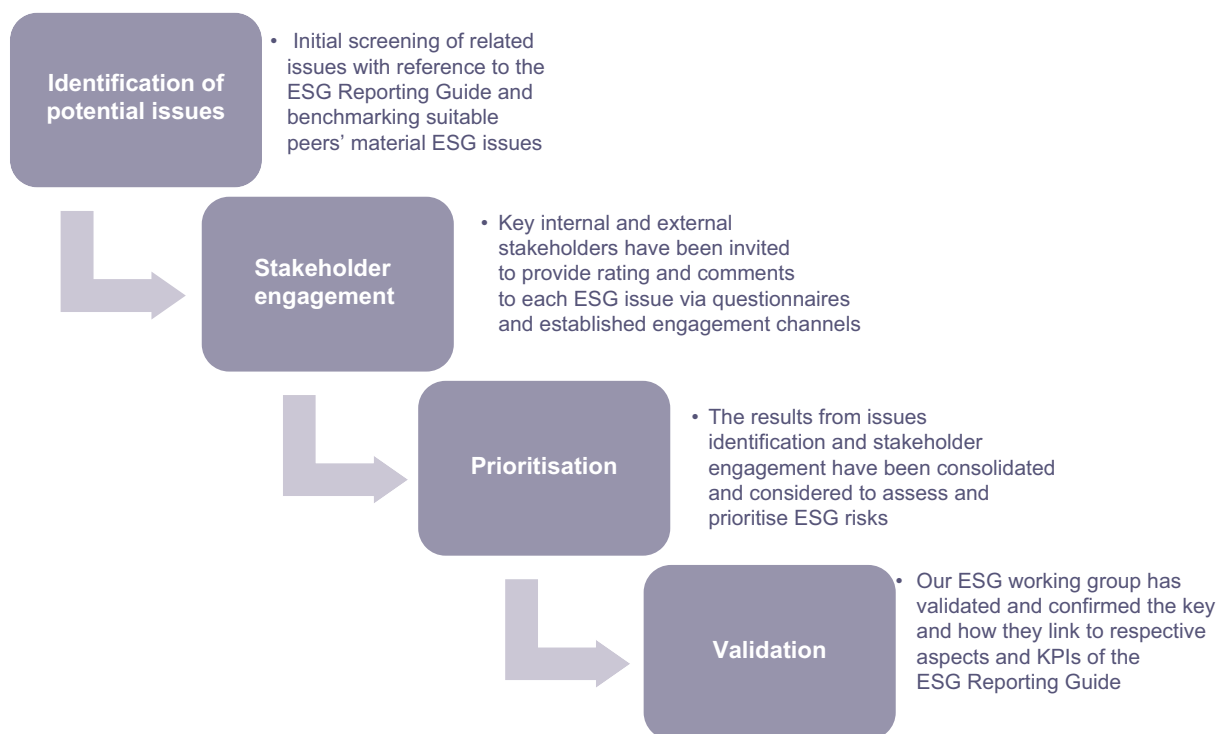 Identification of
potential issues
• Initial screening of related
issues with reference to the
ESG Reporting Guide and
benchmarking suitable
peers’ material ESG issues
Stakeholder
engagement
• Key internal and external
stakeholders have been invited
to provide rating and comments
to each ESG issue via questionnaires
and established engagement channels
Prioritisation
• The results from issues
identification and stakeholder
engagement have been consolidated
and considered to assess and
prioritise ESG risks
Validation
• Our ESG working group has
validated and confirmed the key
and how they link to respective
aspects and KPIs of the
ESG Reporting Guide